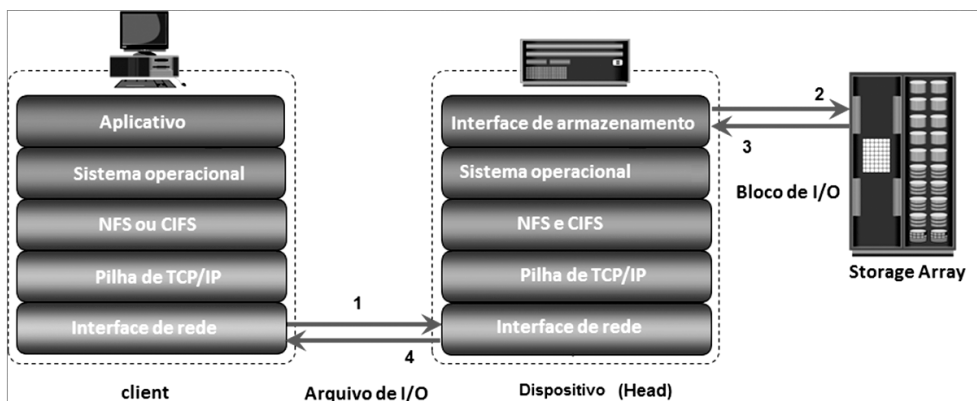 Aplicativo
Sistema operacional
NFS ou CIFS
Pilha de TCP/IP
Interface de rede
client
1
4
Arquivo de I/O
Interface de armazenamento
Sistema operacional
NFS e CIFS
Pilha de TCP/IP
Interface de rede
Dispositivo (Head)
2
3
Bloco de I/O
Storage Array